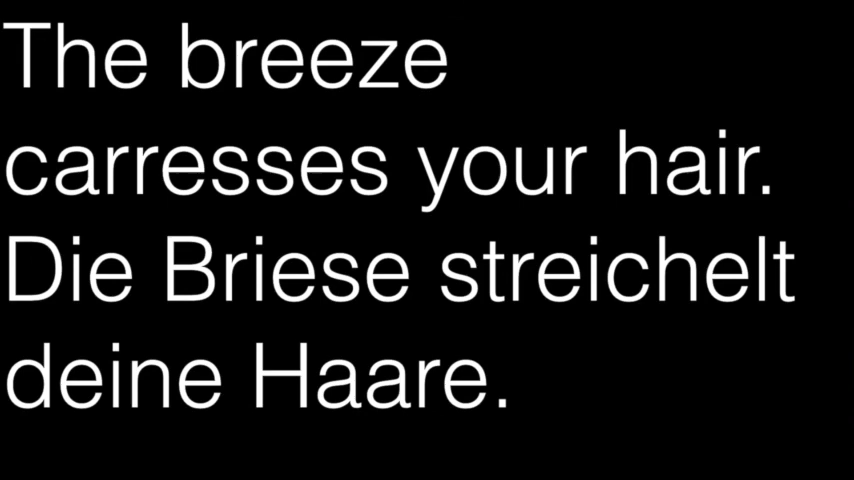 The breeze
carresses your hair.
Die Briese streichelt
deine Haare.